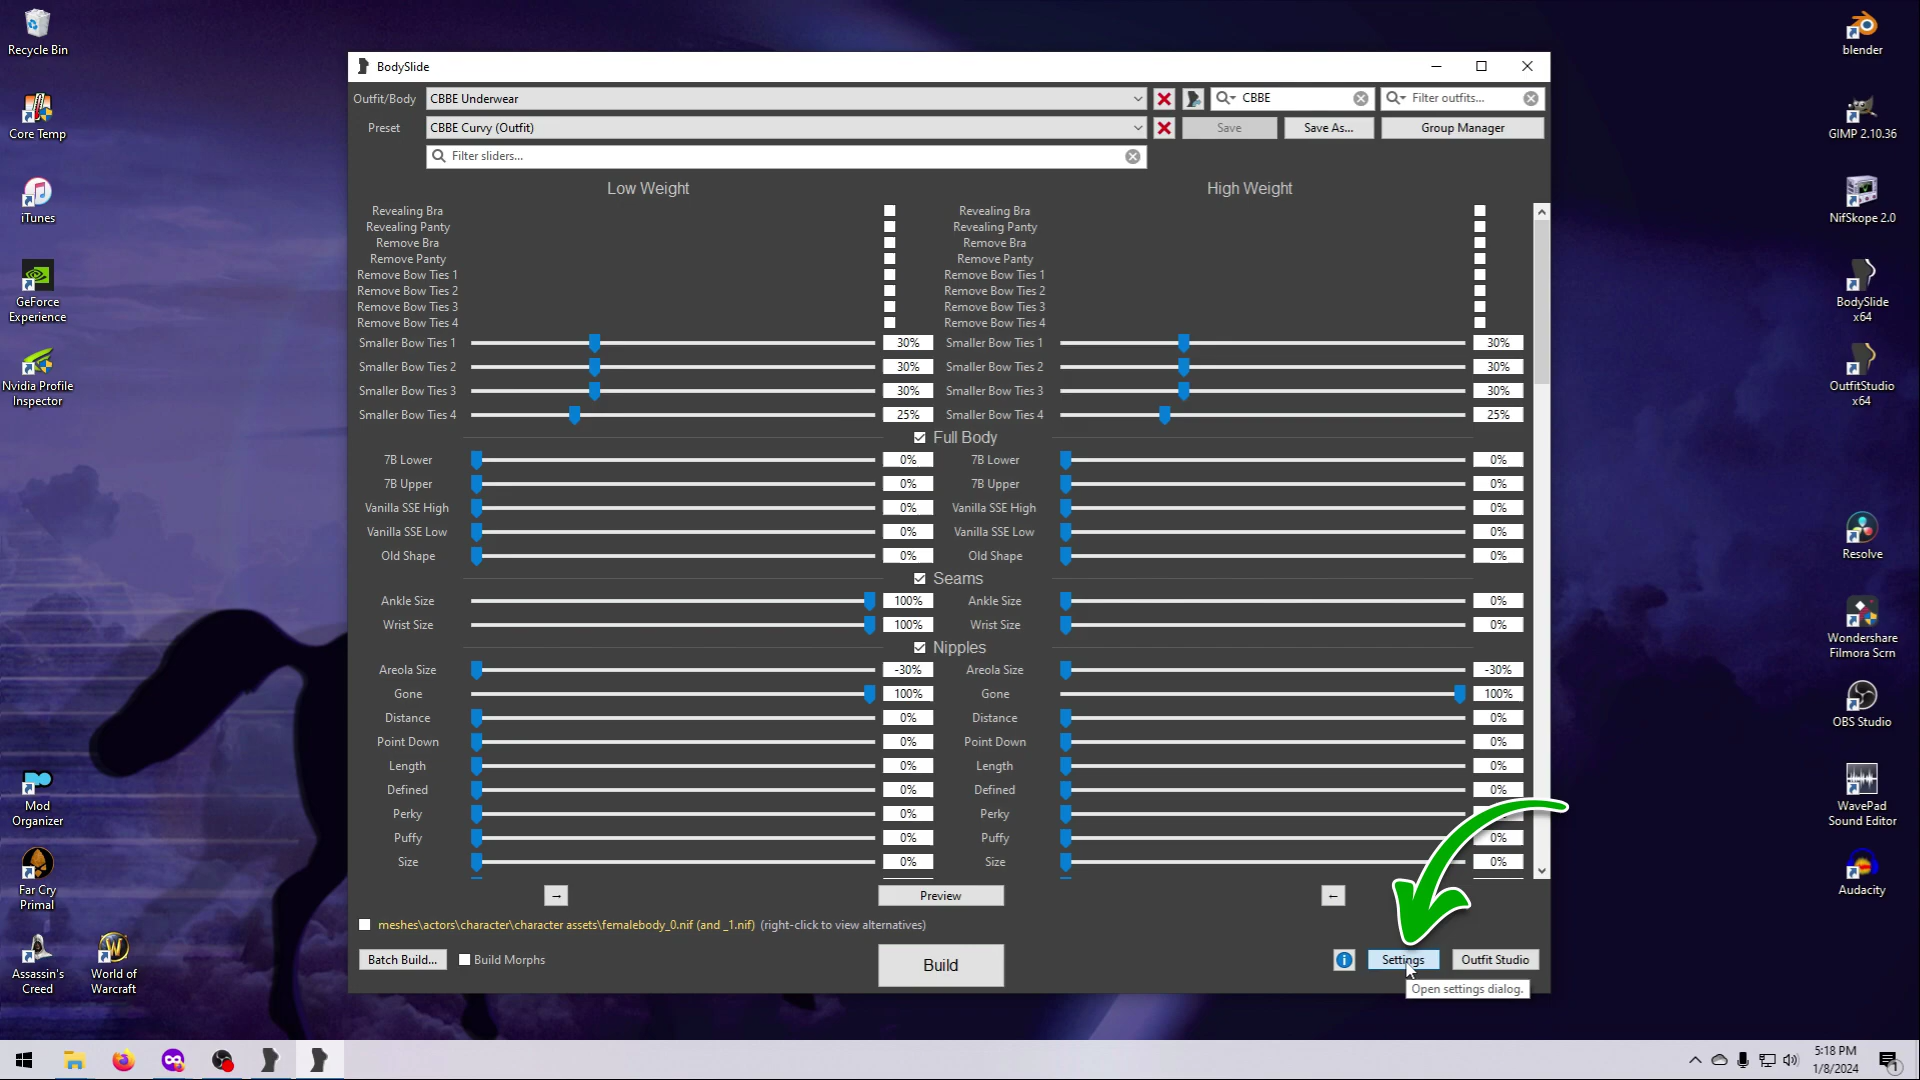 Recycle Bin
Core Temp
iTunes
GeForce
Experience
Nvidia Profile
Inspector
Mod
Organizer
Far Cry
Primal
Assassin's
Creed
World of
Warcraft
BodySlide
Outfit/Body
CBBE Underwear
CBBE
Filter outfits...
Preset
CBBE Curvy (Outfit)
Save
Save As...
Group Manager
Filter sliders...
Low Weight
High Weight
Revealing Bra
Revealing Bra
Revealing Panty
Revealing Panty
Remove Bra
Remove Bra
Remove Panty
Remove Panty
Remove Bow Ties 1
Remove Bow Ties 1
Remove Bow Ties 2
Remove Bow Ties 2
Remove Bow Ties 3
Remove Bow Ties 3
Remove Bow Ties 4
Remove Bow Ties 4
Smaller Bow Ties 1 30% Smaller Bow Ties 1 30%
Smaller Bow Ties 2 30% Smaller Bow Ties 2 30%
Smaller Bow Ties 3 30% Smaller Bow Ties 3 30%
Smaller Bow Ties 4 25% Smaller Bow Ties 4 25%
Full Body
7B Lower 0% 7B Lower 0%
7B Upper 0% 7B Upper 0%
Vanilla SSE High 0% Vanilla SSE High 0%
Vanilla SSE Low 0% Vanilla SSE Low 0%
Old Shape 0% Old Shape 0%
Seams
Ankle Size 100% Ankle Size 0%
Wrist Size 100% Wrist Size 0%
Nipples
Areola Size -30% Areola Size -30%
Gone 100% Gone 100%
Distance 0% Distance 0%
Point Down 0% Point Down 0%
Length 0% Length 0%
Defined 0% Defined 0%
Perky 0% Perky
Puffy 0% Puffy 0%
Size 0% Size 0%
→
Preview
←
meshes\actors\character\character assets\femalebody_0.nif (and _1.nif) (right-click to view alternatives)
Batch Build...
Build Morphs
Build
Settings
Outfit Studio
Open settings dialog.
blender
GIMP 2.10.36
NifSkope 2.0
BodySlide
x64
OutfitStudio
x64
Resolve
Wondershare
Filmora Scrn
OBS Studio
WavePad
Sound Editor
Audacity
5:18 PM
1/8/2024
1